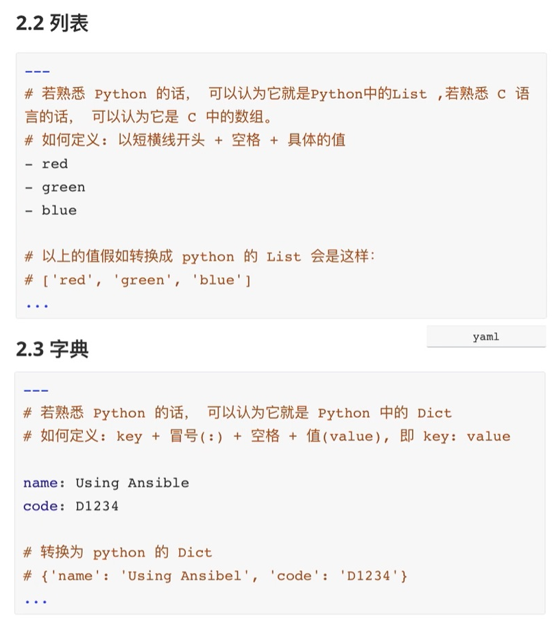 2.2 列表
---
# 若熟悉 Python 的话， 可以认为它就是Python中的List ,若熟悉 C 语
言的话， 可以认为它是 C 中的数组。
# 如何定义: 以短横线开头 + 空格 + 具体的值
- red
- green
- blue
# 以上的值假如转换成 python 的 List 会是这样:
# ['red', 'green', 'blue']
...
yaml
2.3 字典
---
# 若熟悉 Python 的话， 可以认为它就是 Python 中的 Dict
# 如何定义: key + 冒号(:) + 空格 + 值(value), 即 key: value
name: Using Ansible
code: D1234
# 转换为 python 的 Dict
# {'name': 'Using Ansibel', 'code': 'D1234'}
...